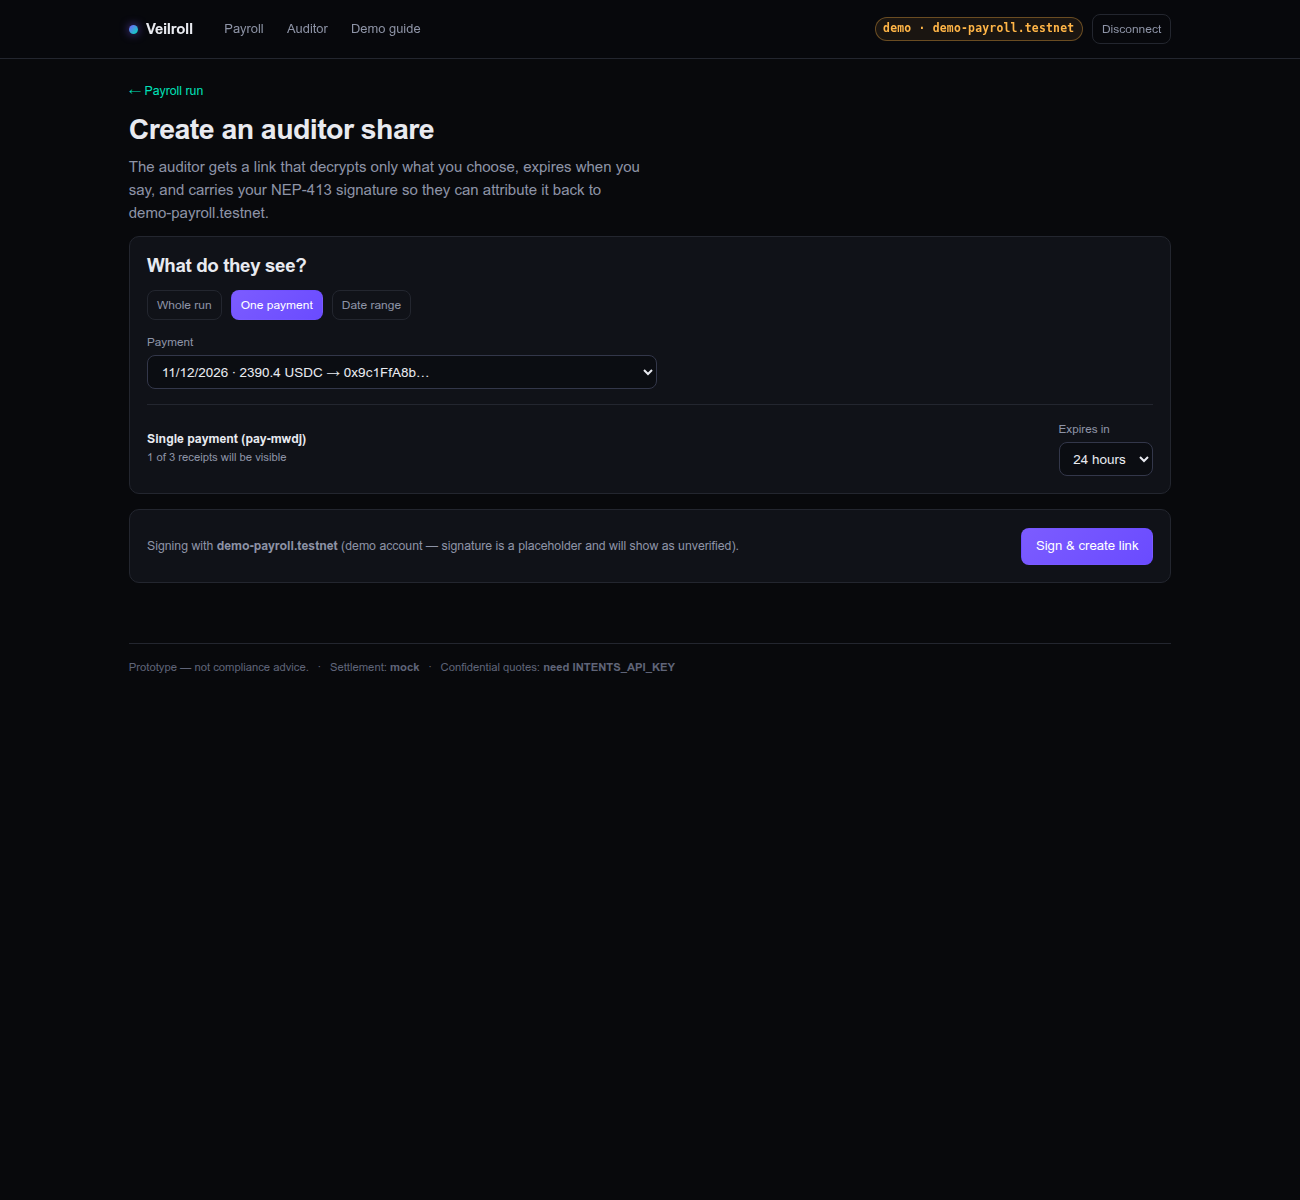 Veilroll
Payroll
Auditor
Demo guide
demo · demo-payroll.testnet
Disconnect
← Payroll run
Create an auditor share
The auditor gets a link that decrypts only what you choose, expires when you
say, and carries your NEP-413 signature so they can attribute it back to
demo-payroll.testnet.
What do they see?
Whole run
One payment
Date range
Payment
11/12/2026 · 2390.4 USDC → 0x9c1FfA8b…
Single payment (pay-mwdj)
1 of 3 receipts will be visible
Expires in
24 hours
Signing with demo-payroll.testnet (demo account — signature is a placeholder and will show as unverified).
Sign & create link
Prototype — not compliance advice. · Settlement: mock · Confidential quotes: need INTENTS_API_KEY